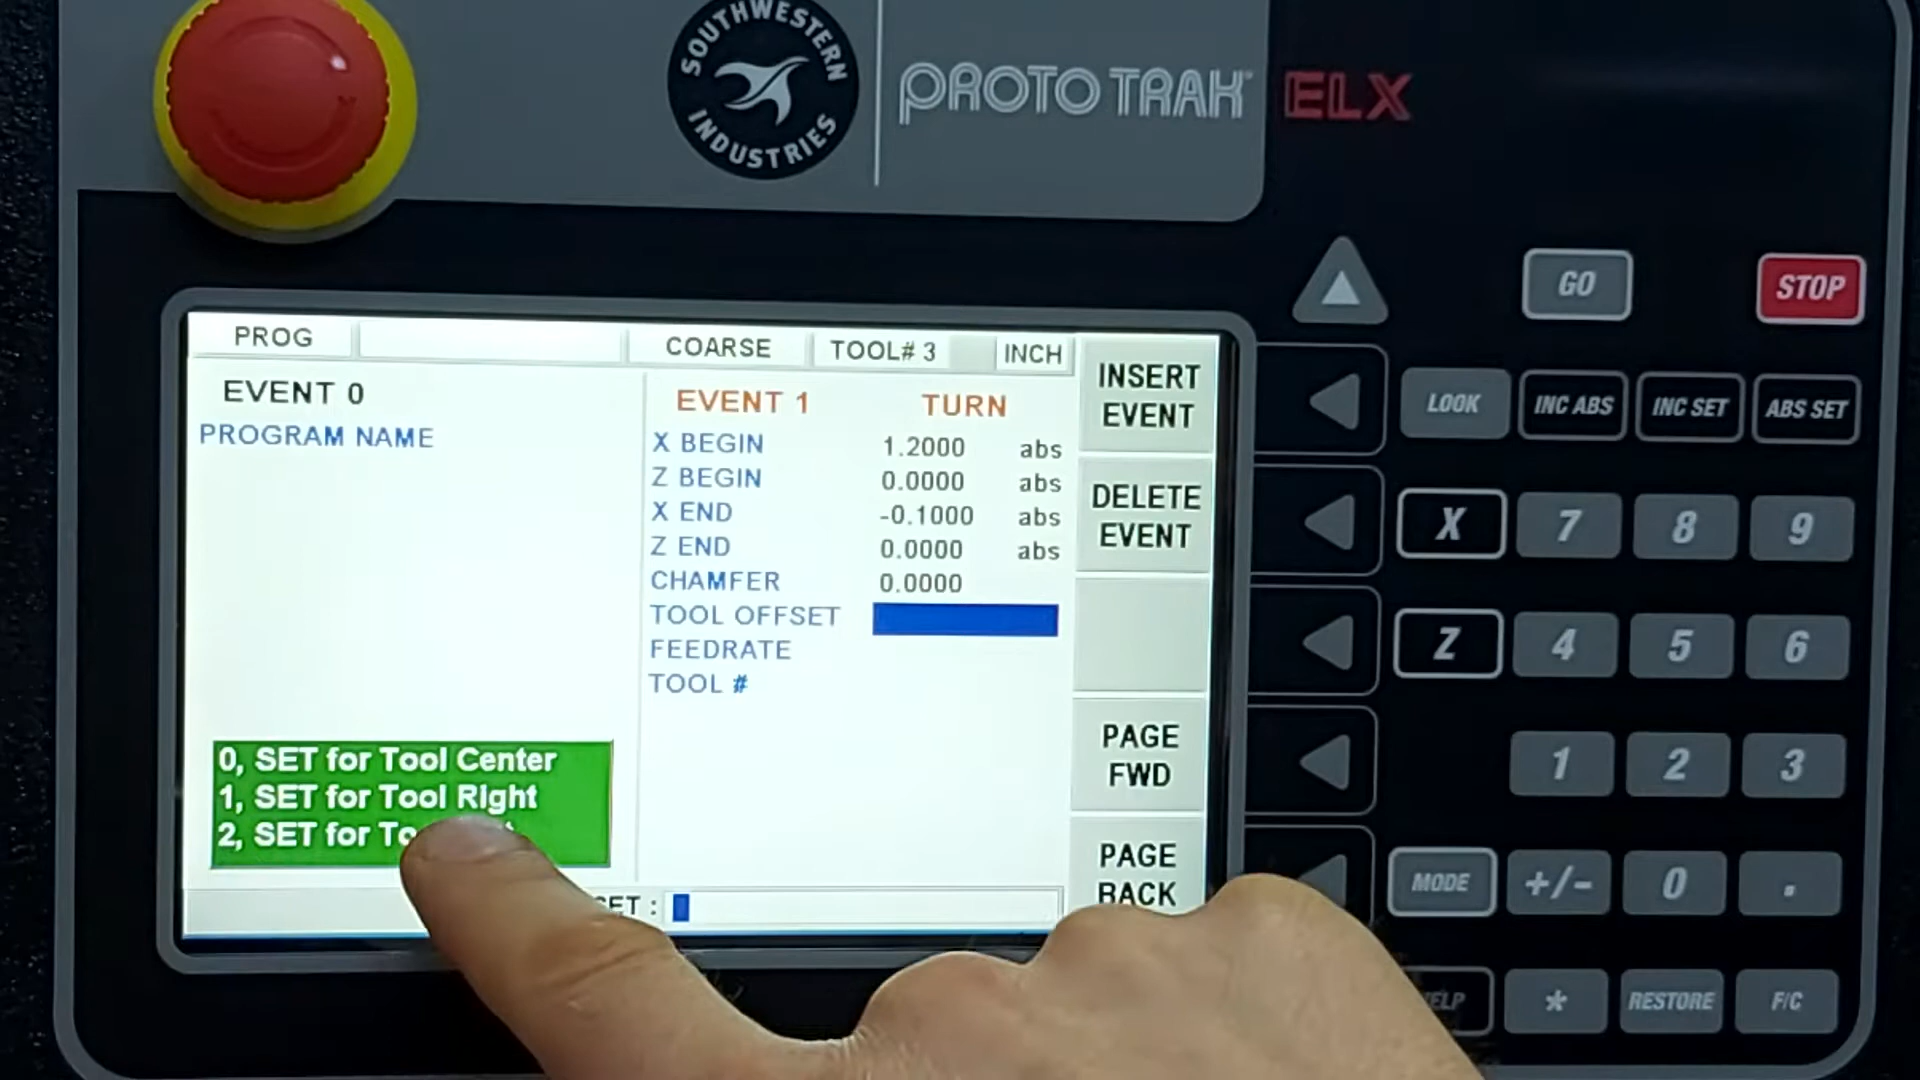 SOUTHWESTERN INDUSTRIES
PROTO TRAK ELX
GO
STOP
PROG
COARSE
TOOL# 3
INCH
EVENT 0
PROGRAM NAME
EVENT 1 TURN
X BEGIN 1.2000 abs
Z BEGIN 0.0000 abs
X END -0.1000 abs
Z END 0.0000 abs
CHAMFER 0.0000
TOOL OFFSET
FEEDRATE
TOOL #
0, SET for Tool Center
1, SET for Tool Right
2, SET for
INSERT
EVENT
DELETE
EVENT
PAGE
FWD
PAGE
BACK
LOOK
INC ABS
INC SET
ABS SET
X 7 8 9
Z 4 5 6
1 2 3
MODE +/- 0 .
* RESTORE F/C